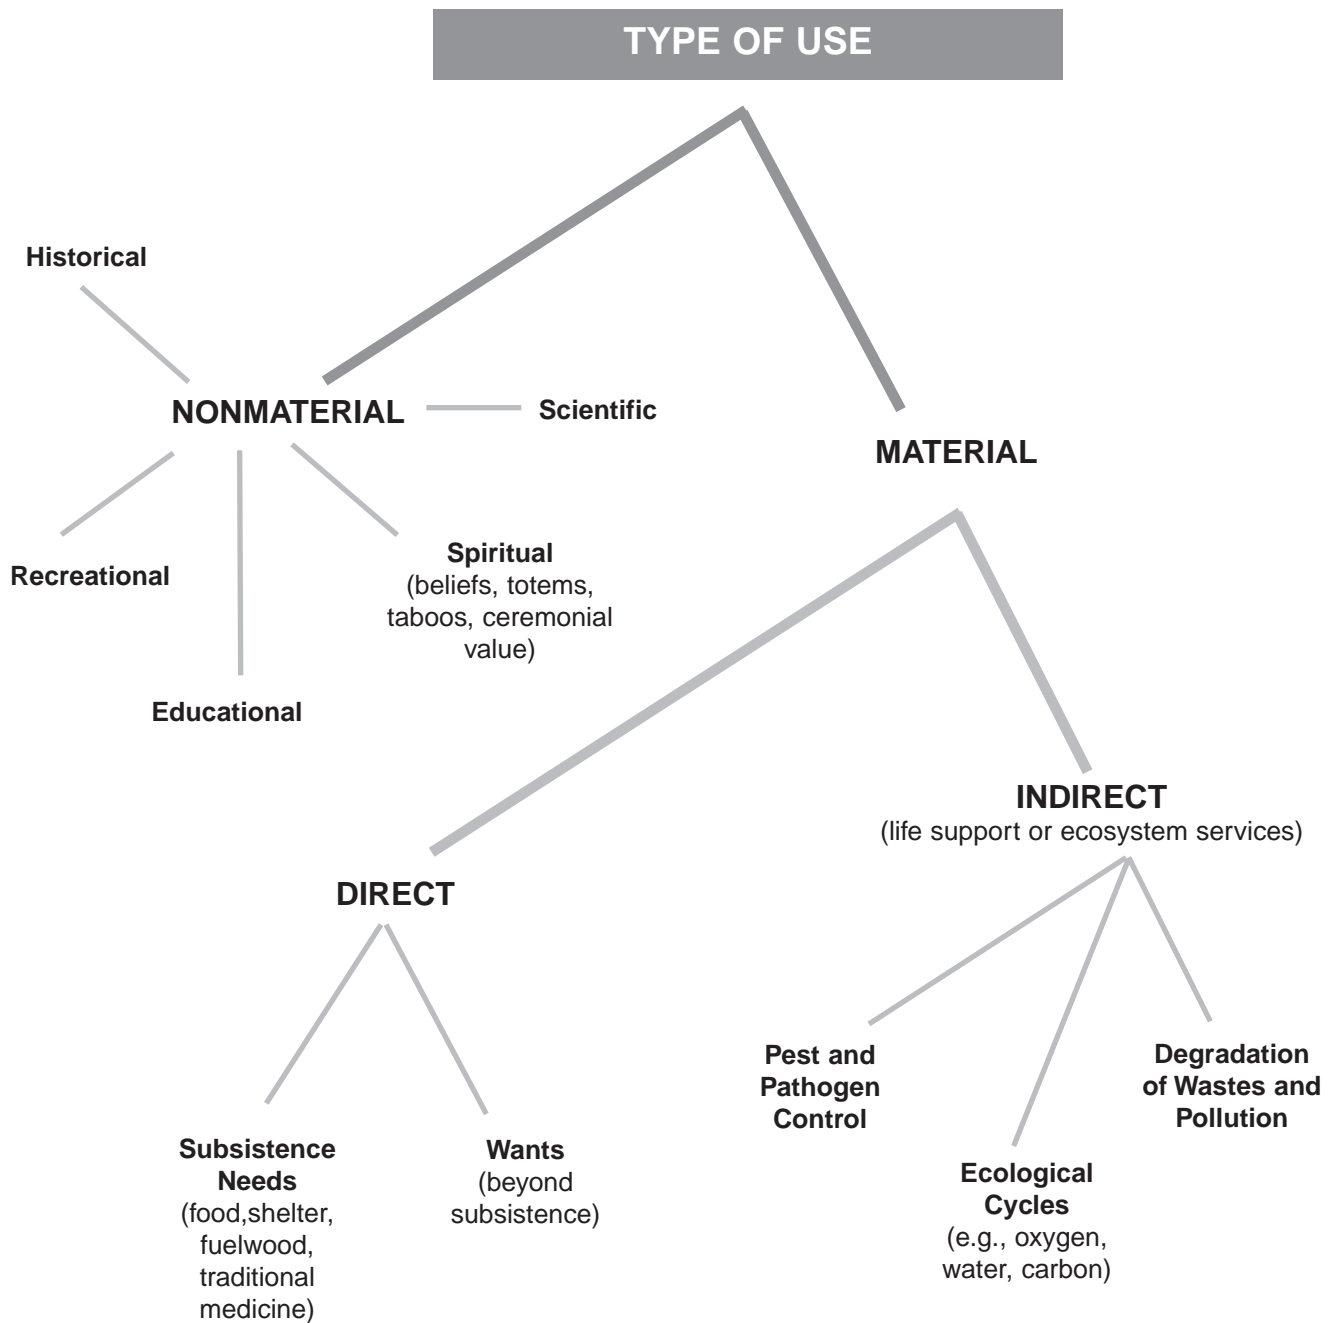 TYPE OF USE
Historical
NONMATERIAL
Scientific
MATERIAL
Recreational
Spiritual
(beliefs, totems,
taboos, ceremonial
value)
Educational
INDIRECT
(life support or ecosystem services)
DIRECT
Subsistence
Needs
(food,shelter,
fuelwood,
traditional
medicine)
Wants
(beyond
subsistence)
Pest and
Pathogen
Control
Ecological
Cycles
(e.g., oxygen,
water, carbon)
Degradation
of Wastes and
Pollution